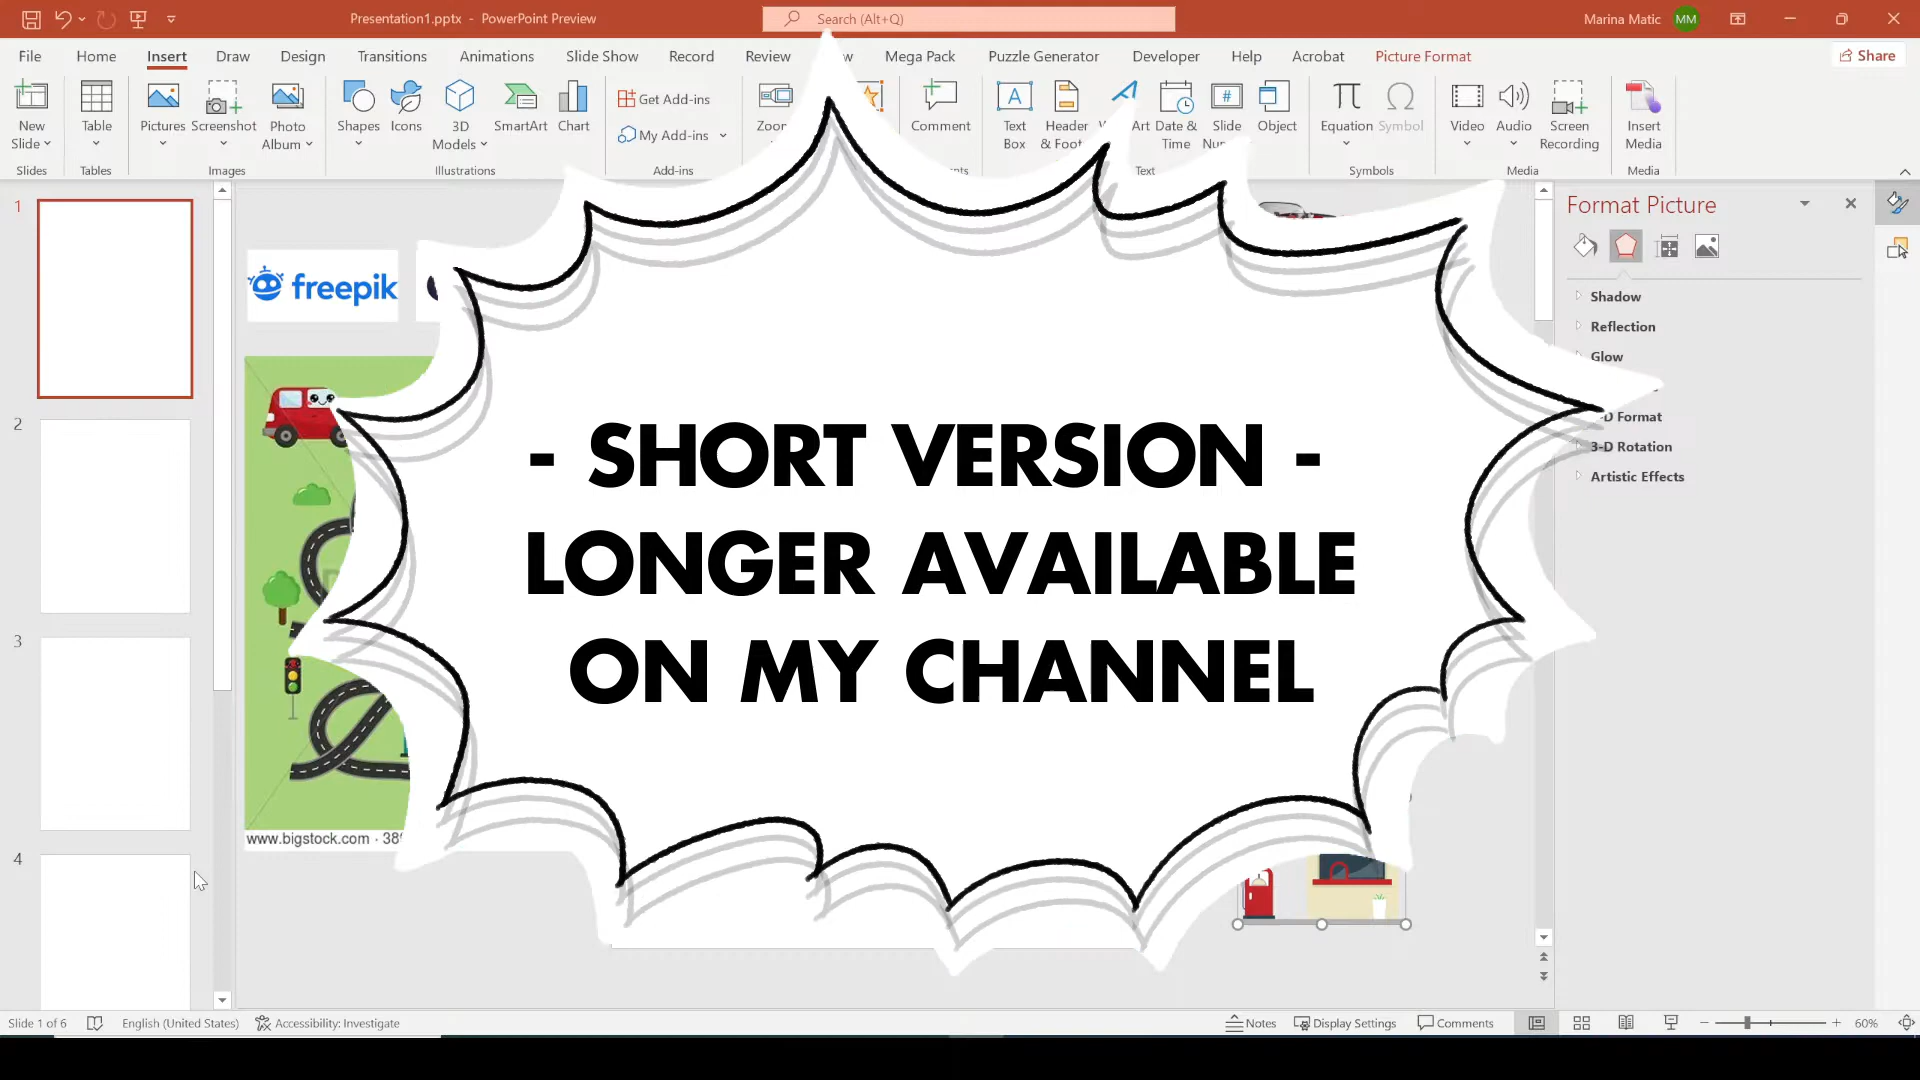 Presentation1.pptx - PowerPoint Preview
Search (Alt+Q)
Marina Matic MM
File Home Insert Draw Design Transitions Animations Slide Show Record Review Mega Pack Puzzle Generator Developer Help Acrobat Picture Format
Share
New Slide
Table
Pictures
Screenshot
Photo Album
Shapes
Icons
3D Models
SmartArt
Chart
Get Add-ins
My Add-ins
Comment
Text Box
Header
Art
Date & Time
Slide
Object
Equation
Symbol
Video
Audio
Screen Recording
Insert Media
Slides Tables Images Illustrations Add-ins Text Symbols Media Media
1
2
3
4
freepik
www.bigstock.com
- SHORT VERSION -
LONGER AVAILABLE
ON MY CHANNEL
Format Picture
Shadow
Reflection
Glow
3-D Rotation
Artistic Effects
Slide 1 of 6 English (United States) Accessibility: Investigate
Notes Display Settings Comments 60%